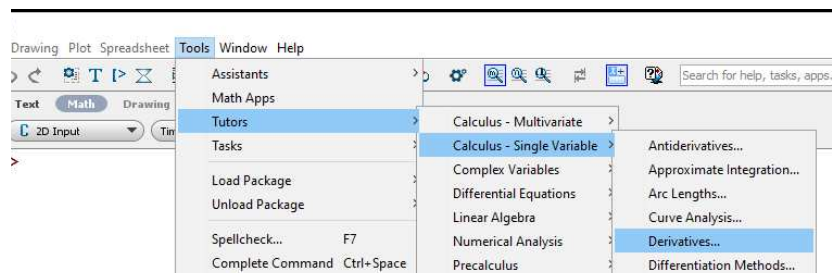 Drawing Plot Spreadsheet Tools Window Help
T Search for help, tasks, apps.
Text Math Drawing
C 2D Input
>
Assistants >
Math Apps
Tutors >
Tasks >
Load Package >
Unload Package >
Spellcheck... F7
Complete Command Ctrl+Space
Calculus - Multivariate >
Calculus - Single Variable >
Complex Variables >
Differential Equations >
Linear Algebra >
Numerical Analysis >
Precalculus >
Antiderivatives...
Approximate Integration...
Arc Lengths...
Curve Analysis...
Derivatives...
Differentiation Methods...